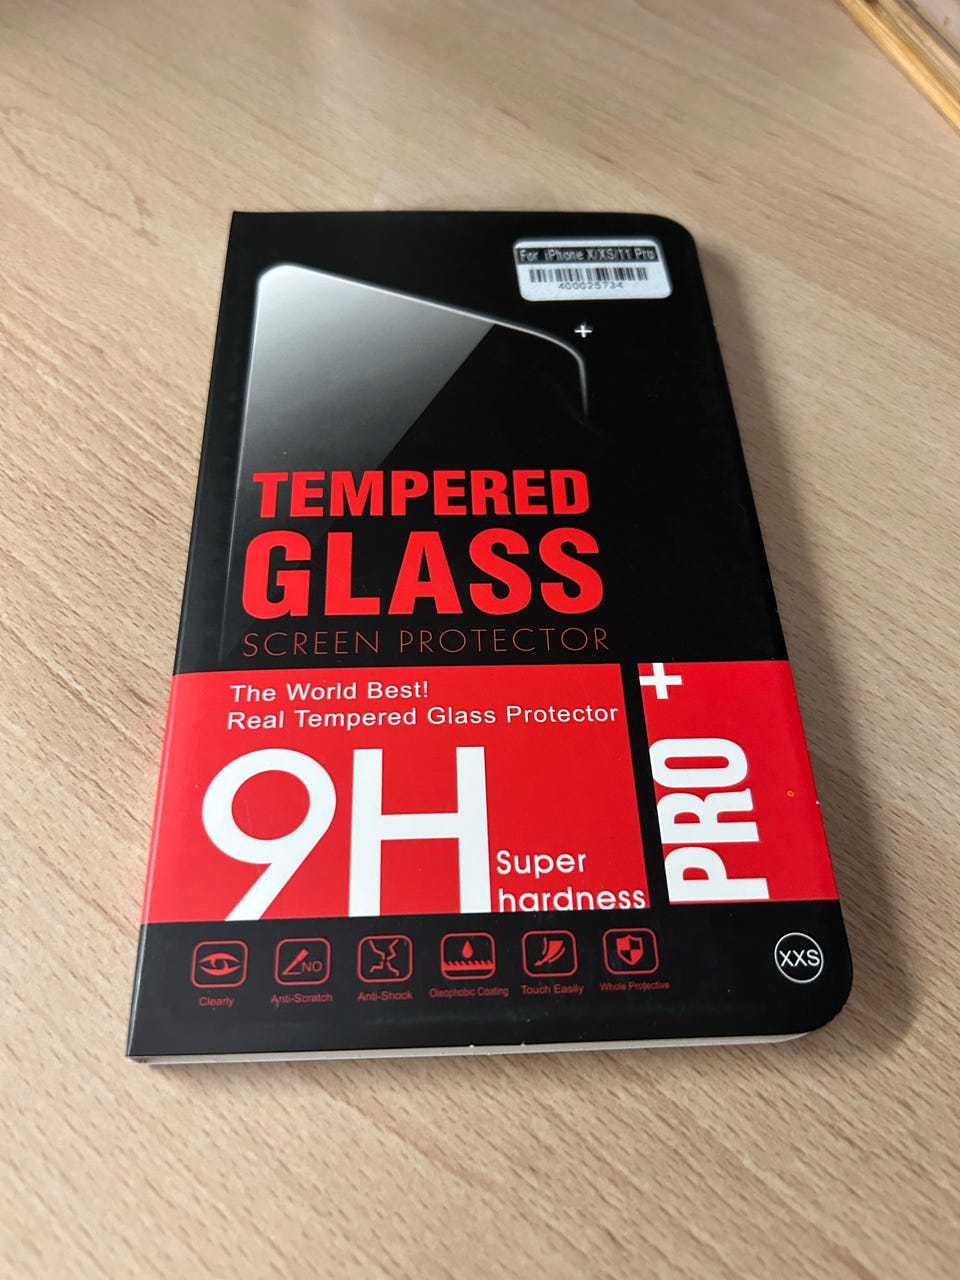 For iPhone X/XS/11 Pro
400025734
TEMPERED
GLASS
SCREEN PROTECTOR
The World Best!
Real Tempered Glass Protector
9H
Super
hardness
PRO +
NO
Clearly
Anti-Scratch
Anti-Shock
Oleophobic Coating
Touch Easily
Whole Protective
XXS